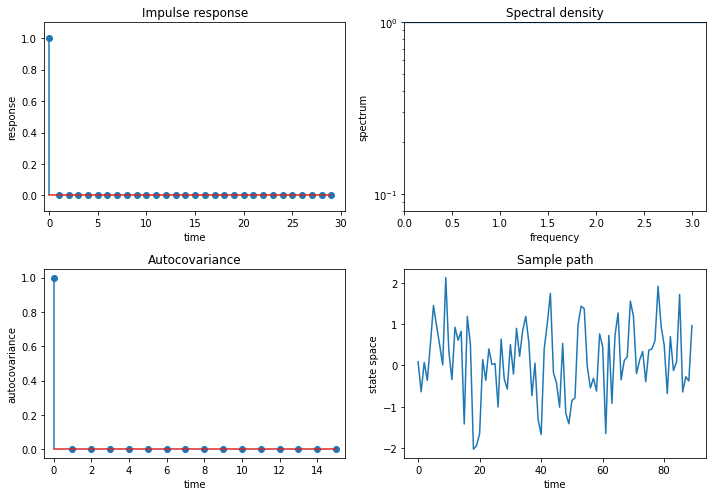 Impulse response
1.0
0.8
0.6
0.4
0.2
0.0
response
0 5 10 15 20 25 30
time
Spectral density
10⁰
10⁻¹
spectrum
0.0 0.5 1.0 1.5 2.0 2.5 3.0
frequency
Autocovariance
1.0
0.8
0.6
0.4
0.2
0.0
autocovariance
0 2 4 6 8 10 12 14
time
Sample path
2
1
0
−1
−2
state space
0 20 40 60 80
time